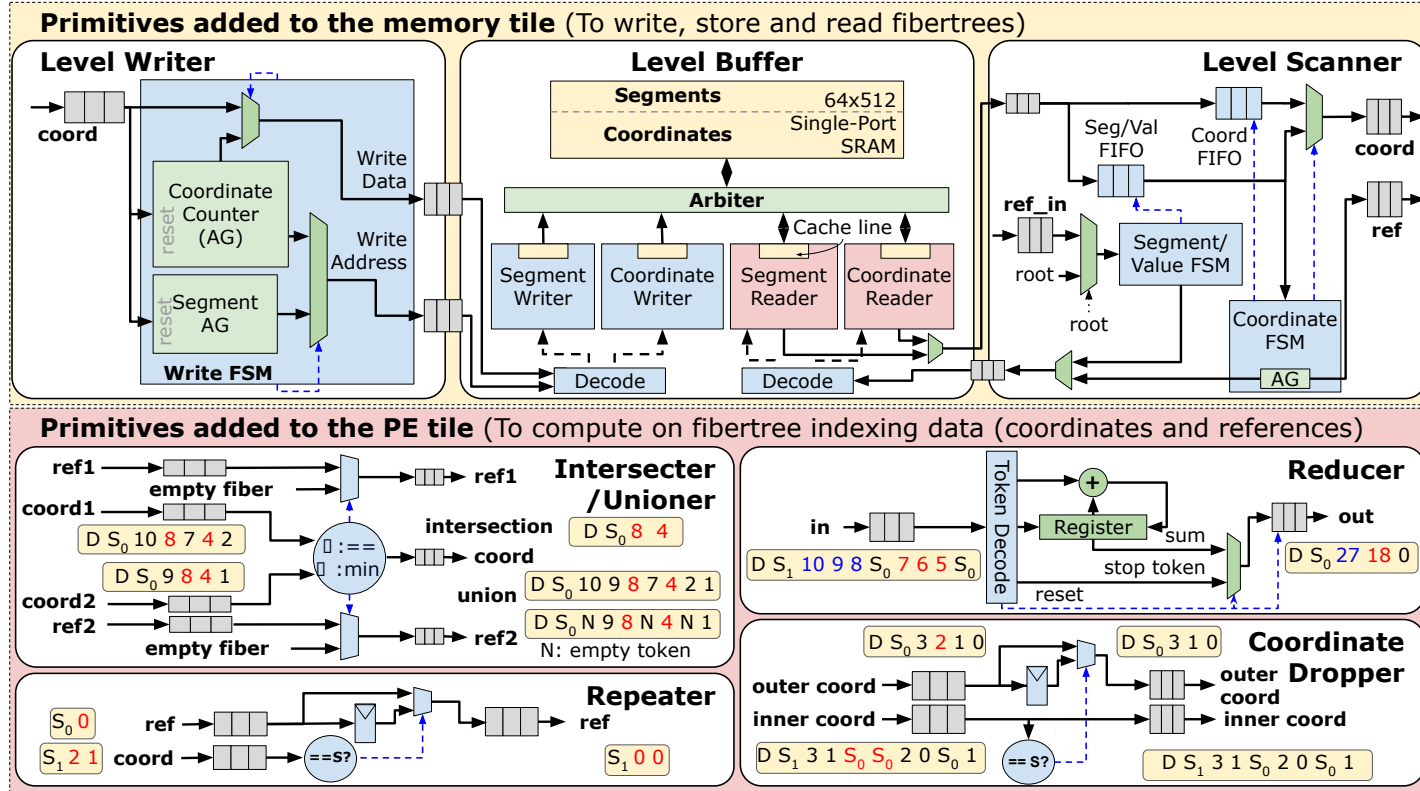 Primitives added to the memory tile (To write, store and read fibertrees)
Level Writer
coord
reset
Coordinate
Counter
(AG)
reset
Segment
AG
Write FSM
Write
Data
Write
Address
Level Buffer
Segments
64x512
Coordinates
Single-Port
SRAM
Arbiter
Cache line
Segment
Writer
Coordinate
Writer
Segment
Reader
Coordinate
Reader
Decode
Decode
Level Scanner
Seg/Val
FIFO
Coord
FIFO
coord
ref_in
ref
root
Segment/
Value FSM
root
Coordinate
FSM
AG
Primitives added to the PE tile (To compute on fibertree indexing data (coordinates and references)
Intersecter
/Unioner
ref1
empty fiber
ref1
coord1
D S0 10 8 7 4 2
D S0 9 8 4 1
coord2
ref2
empty fiber
▯ :==
▯ :min
intersection
D S0 8 4
coord
union
D S0 10 9 8 7 4 2 1
D S0 N 9 8 N 4 N 1
N: empty token
ref2
Repeater
S0 0
ref
S1 2 1
coord
==S?
ref
S1 0 0
Reducer
in
D S1 10 9 8 S0 7 6 5 S0
Token Decode
+
Register
sum
stop token
reset
out
D S0 27 18 0
Coordinate
Dropper
D S0 3 2 1 0
D S0 3 1 0
outer coord
outer
coord
inner coord
inner coord
D S1 3 1 S0 S0 2 0 S0 1
== S?
D S1 3 1 S0 2 0 S0 1